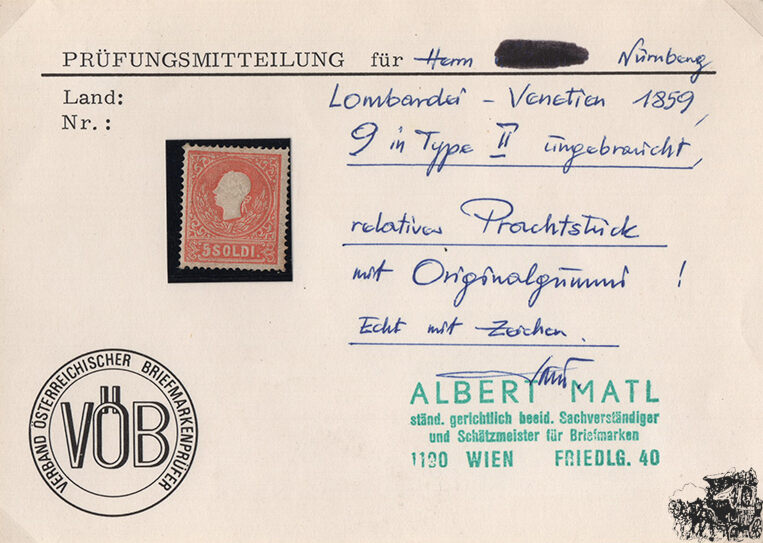 PRÜFUNGSMITTEILUNG für Herrn Nürnberg
Land: Lombardei - Venetien 1859,
Nr.: 9 in Type II ungebraucht,
5 SOLDI.
relatives Prachtstück
mit Originalgummi !
Echt mit Zeichen.
ALBERT MATL
ständ. gerichtlich beeid. Sachverständiger
und Schätzmeister für Briefmarken
1190 WIEN FRIEDLG. 40
VERBAND ÖSTERREICHISCHER BRIEFMARKENPRÜFER
VÖB